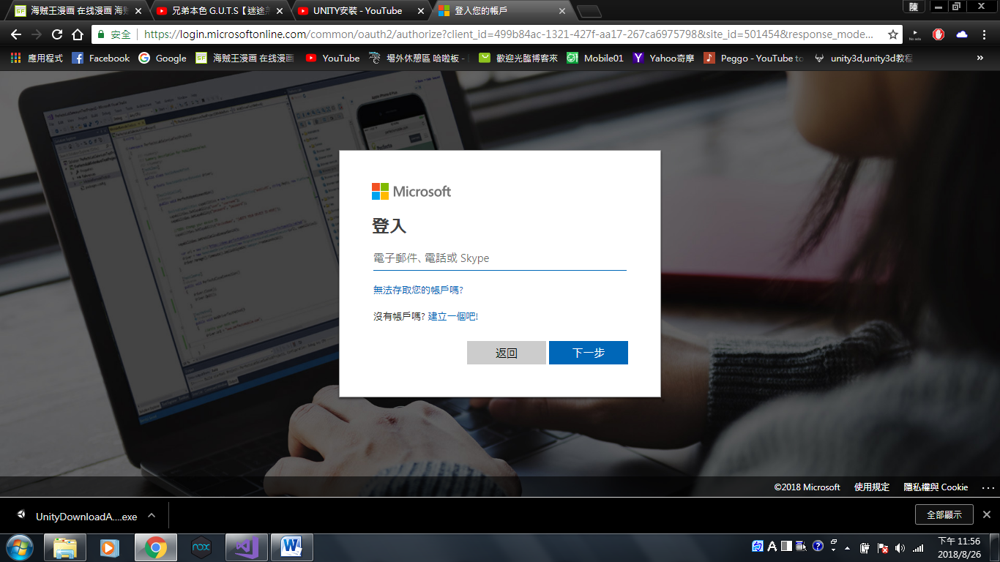 海賊王漫画 在线漫画 海贼
兄弟本色 G.U.T.S【迷途
UNITY安裝 - YouTube
登入您的帳戶
陳
安全
https://login.microsoftonline.com/common/oauth2/authorize?client_id=499b84ac-1321-427f-aa17-267ca6975798&site_id=501454&response_mode...
應用程式
Facebook
Google
海賊王漫画 在线漫画
YouTube
場外休憩區 哈啦板 -
歡迎光臨博客來
Mobile01
Yahoo奇摩
Peggo - YouTube to
unity3d,unity3d教程
»
Microsoft
登入
電子郵件、電話或 Skype
無法存取您的帳戶嗎?
沒有帳戶嗎? 建立一個吧!
返回
下一步
©2018 Microsoft
使用規定
隱私權與 Cookie
...
UnityDownloadA....exe
全部顯示
nox
A
下午 11:56
2018/8/26